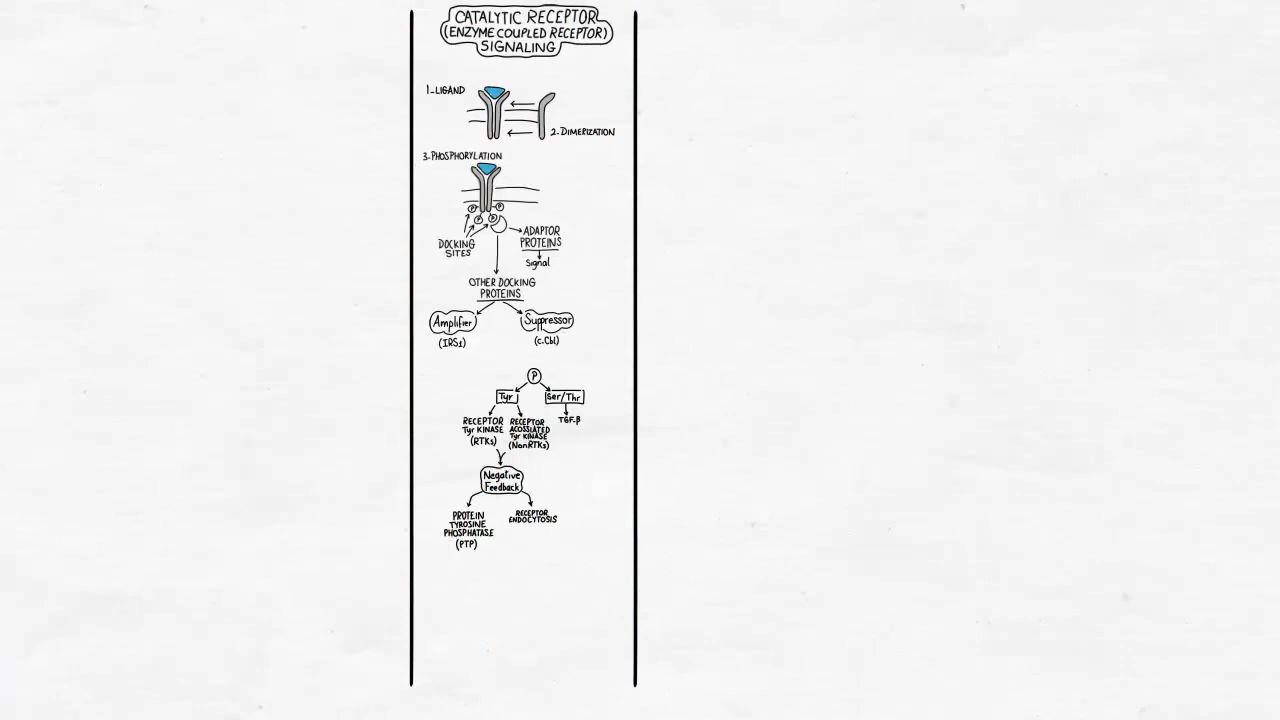 CATALYTIC RECEPTOR
(ENZYME COUPLED RECEPTOR)
SIGNALING
1-LIGAND
2-DIMERIZATION
3-PHOSPHORYLATION
P P
P P
DOCKING
SITES
ADAPTOR
PROTEINS
Signal
OTHER DOCKING
PROTEINS
Amplifier
(IRS1)
Suppressor
(c.Cbl)
P
Tyr
Ser/Thr
TGF-β
RECEPTOR
Tyr KINASE
(RTKs)
RECEPTOR
ACOSSIATED
Tyr KINASE
(NonRTKs)
Negative
Feedback
PROTEIN
TYROSINE
PHOSPHATASE
(PTP)
RECEPTOR
ENDOCYTOSIS